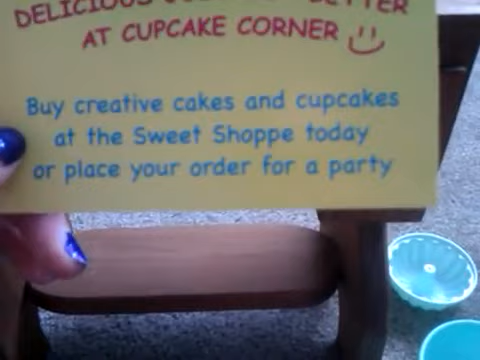 DELICIOUS
AT CUPCAKE CORNER
Buy creative cakes and cupcakes
at the Sweet Shoppe today
or place your order for a party